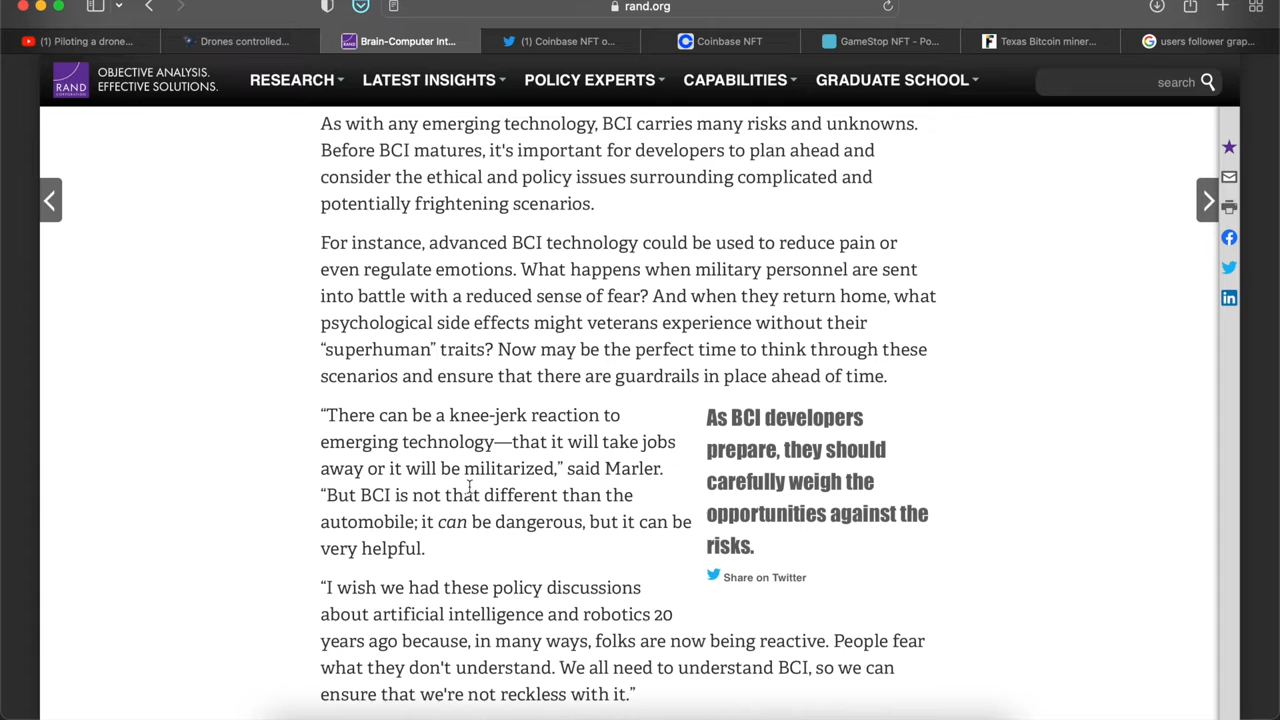 rand.org
(1) Piloting a drone...
Drones controlled...
Brain-Computer Int...
(1) Coinbase NFT o...
Coinbase NFT
GameStop NFT - Po...
Texas Bitcoin miner...
users follower grap...
RAND
OBJECTIVE ANALYSIS.
EFFECTIVE SOLUTIONS.
RESEARCH
LATEST INSIGHTS
POLICY EXPERTS
CAPABILITIES
GRADUATE SCHOOL
search
As with any emerging technology, BCI carries many risks and unknowns.
Before BCI matures, it's important for developers to plan ahead and
consider the ethical and policy issues surrounding complicated and
potentially frightening scenarios.
For instance, advanced BCI technology could be used to reduce pain or
even regulate emotions. What happens when military personnel are sent
into battle with a reduced sense of fear? And when they return home, what
psychological side effects might veterans experience without their
“superhuman” traits? Now may be the perfect time to think through these
scenarios and ensure that there are guardrails in place ahead of time.
“There can be a knee-jerk reaction to
emerging technology—that it will take jobs
away or it will be militarized,” said Marler.
“But BCI is not that different than the
automobile; it can be dangerous, but it can be
very helpful.
As BCI developers
prepare, they should
carefully weigh the
opportunities against the
risks.
Share on Twitter
“I wish we had these policy discussions
about artificial intelligence and robotics 20
years ago because, in many ways, folks are now being reactive. People fear
what they don't understand. We all need to understand BCI, so we can
ensure that we're not reckless with it.”